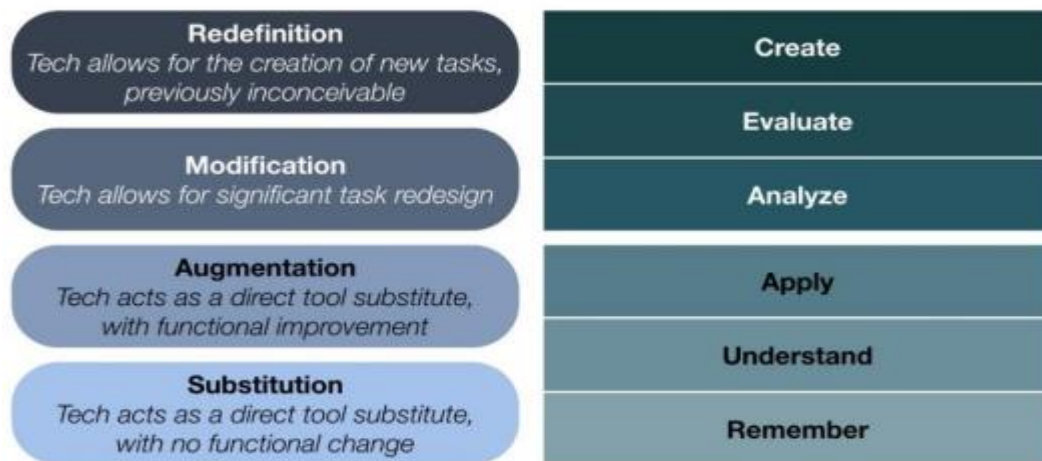 Redefinition
Tech allows for the creation of new tasks,
previously inconceivable
Modification
Tech allows for significant task redesign
Augmentation
Tech acts as a direct tool substitute,
with functional improvement
Substitution
Tech acts as a direct tool substitute,
with no functional change
Create
Evaluate
Analyze
Apply
Understand
Remember